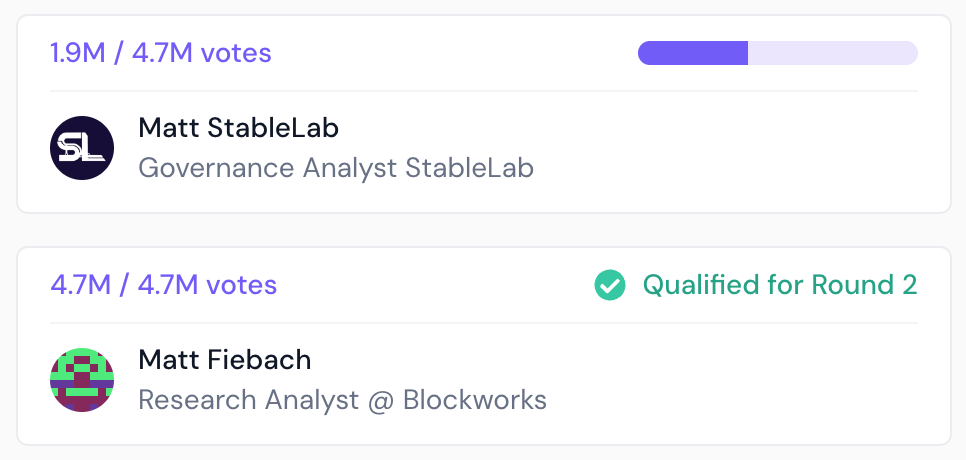 1.9M / 4.7M votes
SL
Matt StableLab
Governance Analyst StableLab
4.7M / 4.7M votes
Qualified for Round 2
Matt Fiebach
Research Analyst @ Blockworks